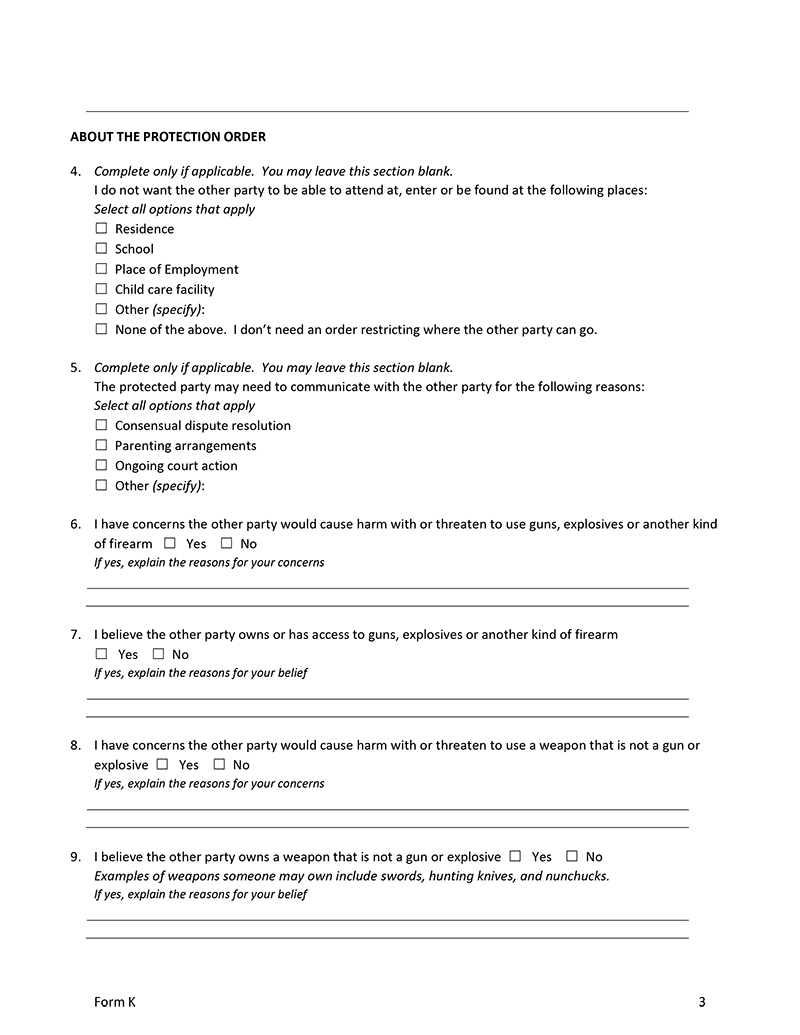 ABOUT THE PROTECTION ORDER
4. Complete only if applicable. You may leave this section blank.
I do not want the other party to be able to attend at, enter or be found at the following places:
Select all options that apply
☐ Residence
☐ School
☐ Place of Employment
☐ Child care facility
☐ Other (specify):
☐ None of the above. I don’t need an order restricting where the other party can go.
5. Complete only if applicable. You may leave this section blank.
The protected party may need to communicate with the other party for the following reasons:
Select all options that apply
☐ Consensual dispute resolution
☐ Parenting arrangements
☐ Ongoing court action
☐ Other (specify):
6. I have concerns the other party would cause harm with or threaten to use guns, explosives or another kind
of firearm ☐ Yes ☐ No
If yes, explain the reasons for your concerns
7. I believe the other party owns or has access to guns, explosives or another kind of firearm
☐ Yes ☐ No
If yes, explain the reasons for your belief
8. I have concerns the other party would cause harm with or threaten to use a weapon that is not a gun or
explosive ☐ Yes ☐ No
If yes, explain the reasons for your concerns
9. I believe the other party owns a weapon that is not a gun or explosive ☐ Yes ☐ No
Examples of weapons someone may own include swords, hunting knives, and nunchucks.
If yes, explain the reasons for your belief
Form K 3